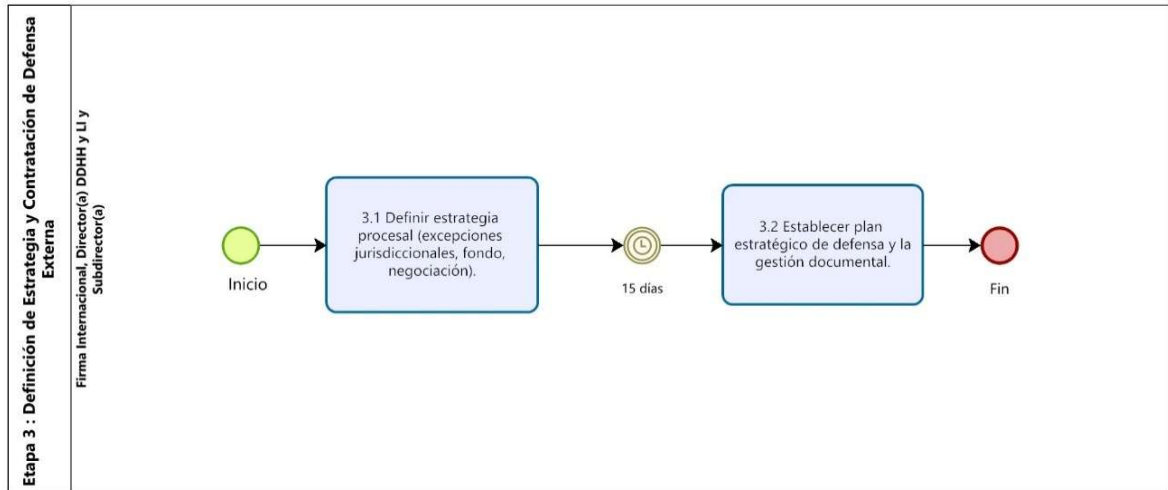 Etapa 3 : Definición de Estrategia y Contratación de Defensa
Externa
Firma Internacional, Director(a) DDHH y LI y
Subdirector(a)
Inicio
3.1 Definir estrategia
procesal (excepciones
jurisdiccionales, fondo,
negociación).
15 días
3.2 Establecer plan
estratégico de defensa y la
gestión documental.
Fin